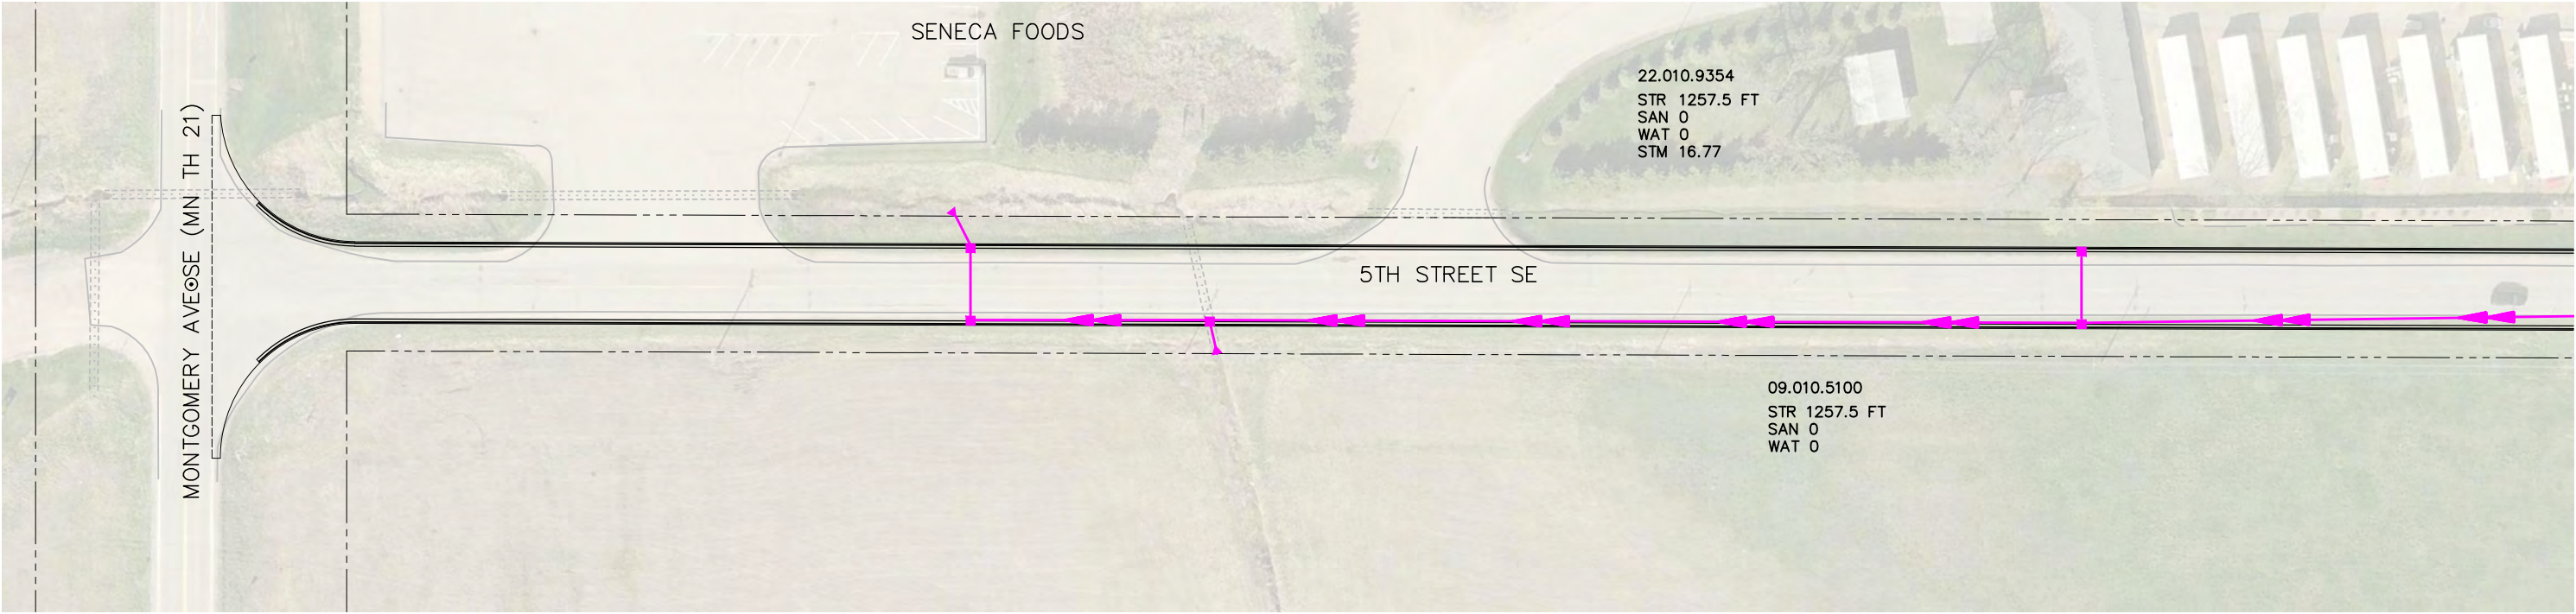 SENECA FOODS
22.010.9354
STR 1257.5 FT
SAN 0
WAT 0
STM 16.77
MONTGOMERY AVE SE (MN TH 21)
5TH STREET SE
09.010.5100
STR 1257.5 FT
SAN 0
WAT 0